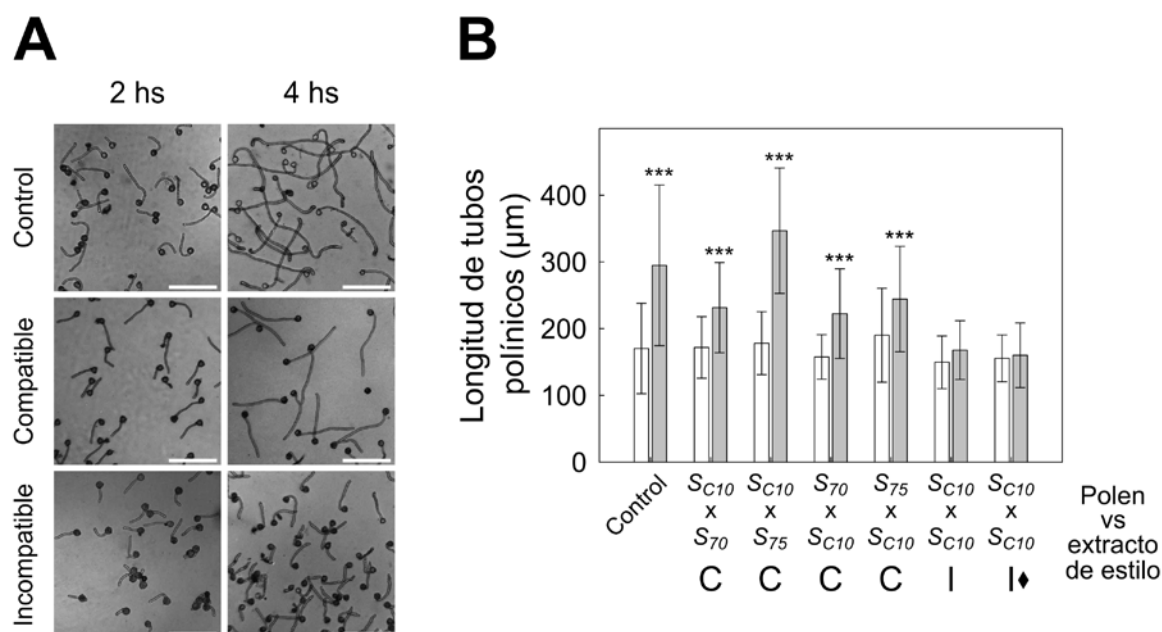 A
2 hs
4 hs
Control
Compatible
Incompatible
B
Longitud de tubos
polínicos (µm)
400
300
200
100
0
***
***
***
***
***
Control
SC10
x
S70
C
SC10
x
S75
C
S70
x
SC10
C
S75
x
SC10
C
SC10
x
SC10
I
SC10
x
SC10
I♦
Polen
vs
extracto
de estilo